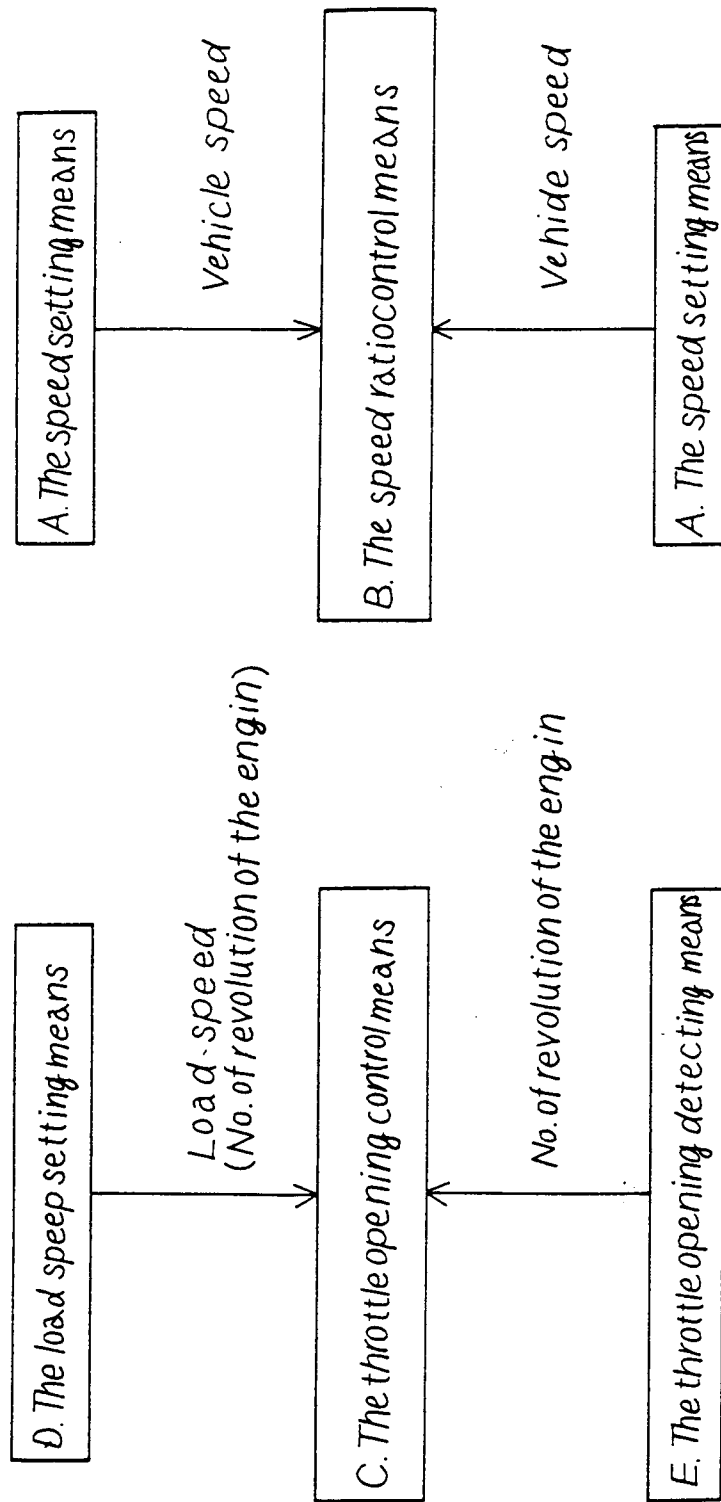 D. The load speep setting means
A. The speed setting means
Load-speed
(No. of revolution of the engin)
Vehicle speed
C. The throttle opening control means
B. The speed ratiocontrol means
No. of revolution of the engin
Vehide speed
E. The throttle opening detecting means
A. The speed setting means